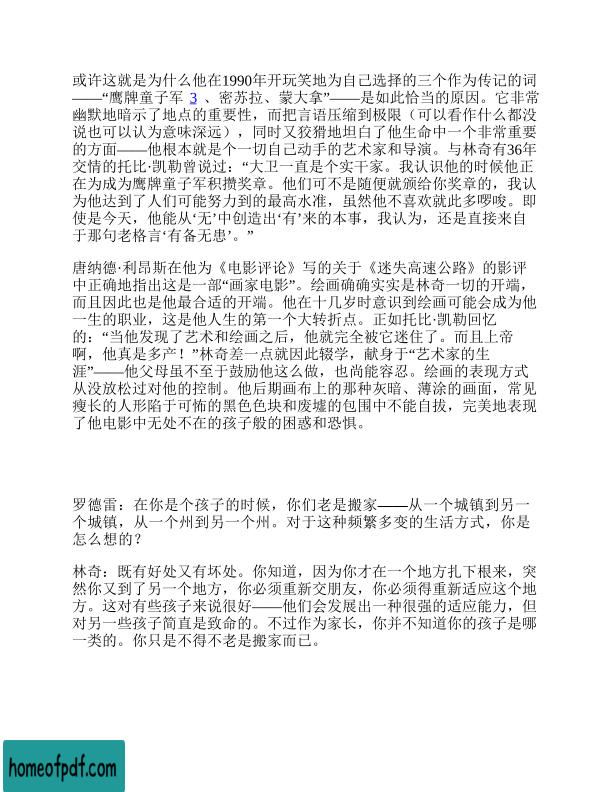 或许这就是为什么他在1990年开玩笑地为自己选择的三个作为传记的词
——“鹰牌童子军 3 、密苏拉、蒙大拿”——是如此恰当的原因。它非常
幽默地暗示了地点的重要性，而把言语压缩到极限（可以看作什么都没
说也可以认为意味深远），同时又狡猾地坦白了他生命中一个非常重要
的方面——他根本就是个一切自己动手的艺术家和导演。与林奇有36年
交情的托比·凯勒曾说过：“大卫一直是个实干家。我认识他的时候他正
在为成为鹰牌童子军积攒奖章。他们可不是随便就颁给你奖章的，我认
为他达到了人们可能努力到的最高水准，虽然他不喜欢就此多啰唆。即
使是今天，他能从‘无’中创造出‘有’来的本事，我认为，还是直接来自
于那句老格言‘有备无患’。”
唐纳德·利昂斯在他为《电影评论》写的关于《迷失高速公路》的影评
中正确地指出这是一部“画家电影”。绘画确确实实是林奇一切的开端，
而且因此也是他最合适的开端。他在十几岁时意识到绘画可能会成为他
一生的职业，这是他人生的第一个大转折点。正如托比·凯勒回忆
的：“当他发现了艺术和绘画之后，他就完全被它迷住了。而且上帝
啊，他真是多产！”林奇差一点就因此辍学，献身于“艺术家的生
涯”——他父母虽不至于鼓励他这么做，也尚能容忍。绘画的表现方式
从没放松过对他的控制。他后期画布上的那种灰暗、薄涂的画面，常见
瘦长的人形陷于可怖的黑色色块和废墟的包围中不能自拔，完美地表现
了他电影中无处不在的孩子般的困惑和恐惧。
罗德雷：在你是个孩子的时候，你们老是搬家——从一个城镇到另一
个城镇，从一个州到另一个州。对于这种频繁多变的生活方式，你是
怎么想的？
林奇：既有好处又有坏处。你知道，因为你才在一个地方扎下根来，突
然你又到了另一个地方，你必须重新交朋友，你必须得重新适应这个地
方。这对有些孩子来说很好——他们会发展出一种很强的适应能力，但
对另一些孩子简直是致命的。不过作为家长，你并不知道你的孩子是哪
一类的。你只是不得不老是搬家而已。
homeofpdf.com